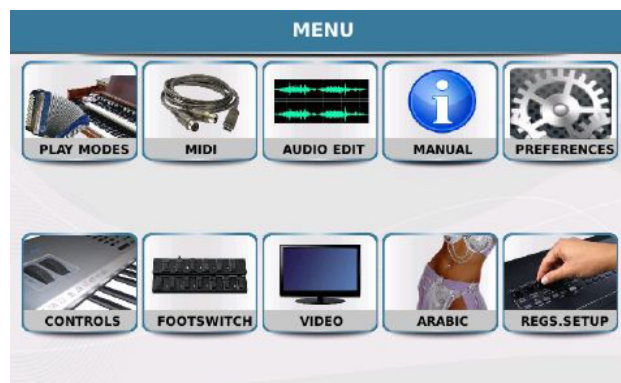 MENU
PLAY MODES
MIDI
AUDIO EDIT
MANUAL
PREFERENCES
CONTROLS
FOOTSWITCH
VIDEO
ARABIC
REGS.SETUP